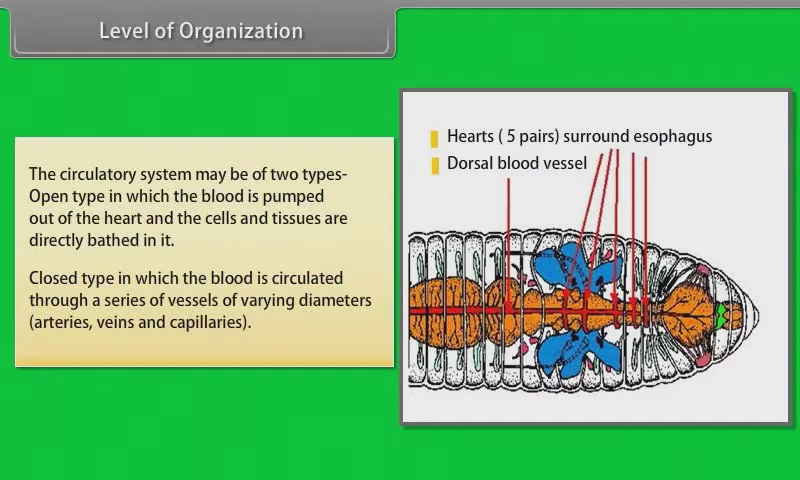 Level of Organization
The circulatory system may be of two types-
Open type in which the blood is pumped
out of the heart and the cells and tissues are
directly bathed in it.
Closed type in which the blood is circulated
through a series of vessels of varying diameters
(arteries, veins and capillaries).
Hearts ( 5 pairs) surround esophagus
Dorsal blood vessel